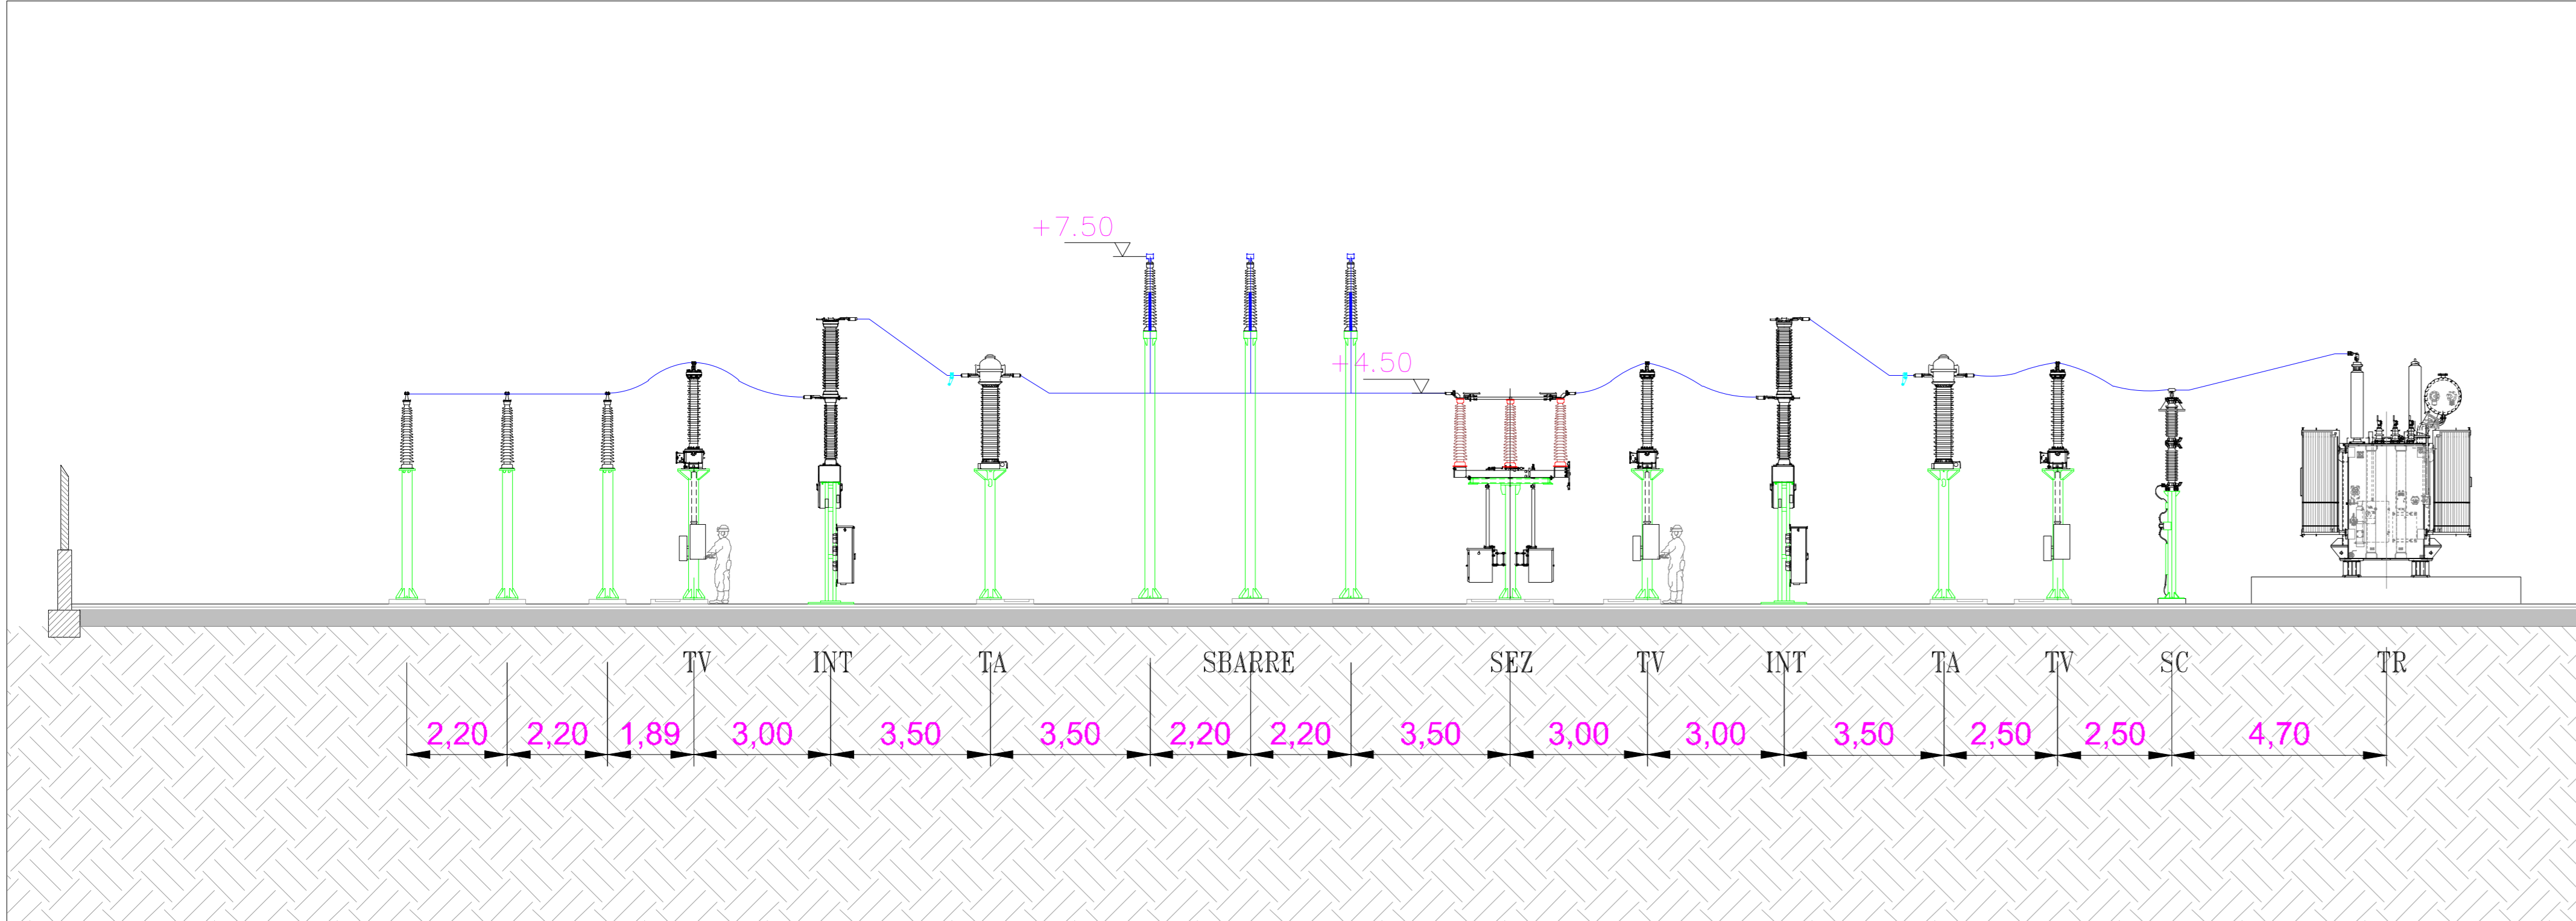 +7.50
+4.50
TV INT TA SBARRE SEZ TV INT TA TV SC TR
2,20 2,20 1,89 3,00 3,50 3,50 2,20 2,20 3,50 3,00 3,00 3,50 2,50 2,50 4,70